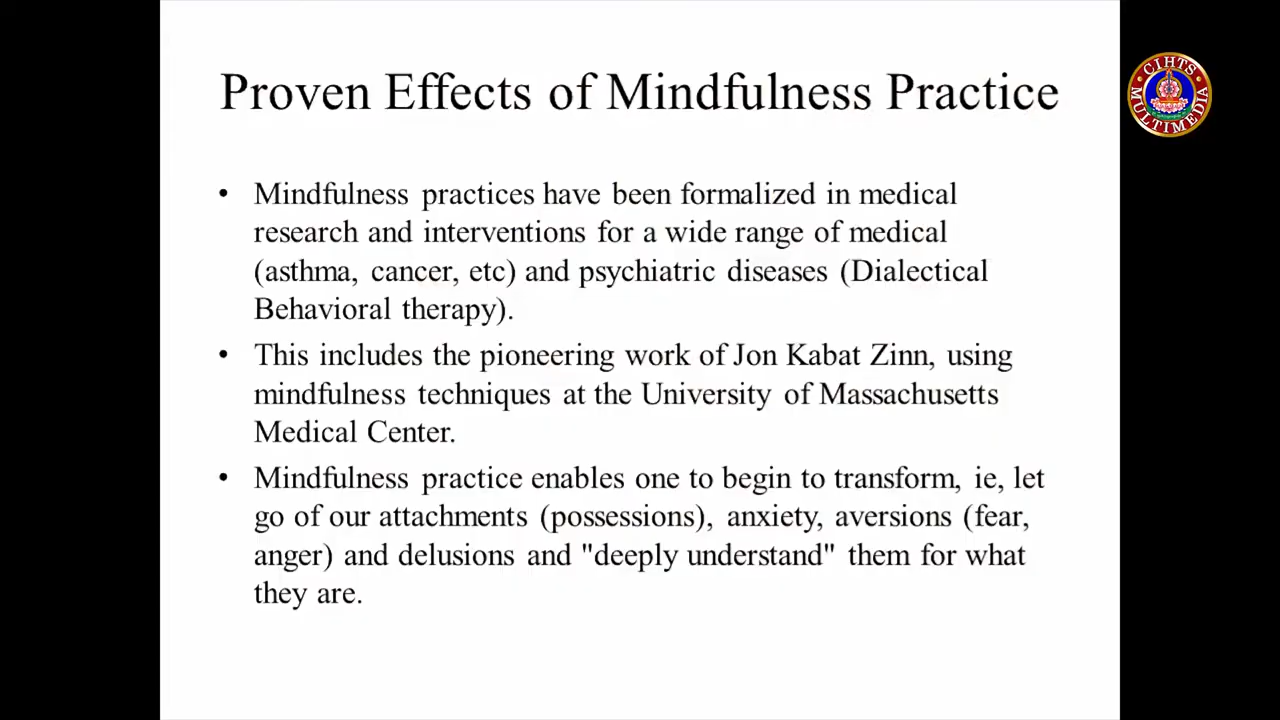 Proven Effects of Mindfulness Practice
CIHTS
MULTIMEDIA
• Mindfulness practices have been formalized in medical
research and interventions for a wide range of medical
(asthma, cancer, etc) and psychiatric diseases (Dialectical
Behavioral therapy).
• This includes the pioneering work of Jon Kabat Zinn, using
mindfulness techniques at the University of Massachusetts
Medical Center.
• Mindfulness practice enables one to begin to transform, ie, let
go of our attachments (possessions), anxiety, aversions (fear,
anger) and delusions and "deeply understand" them for what
they are.